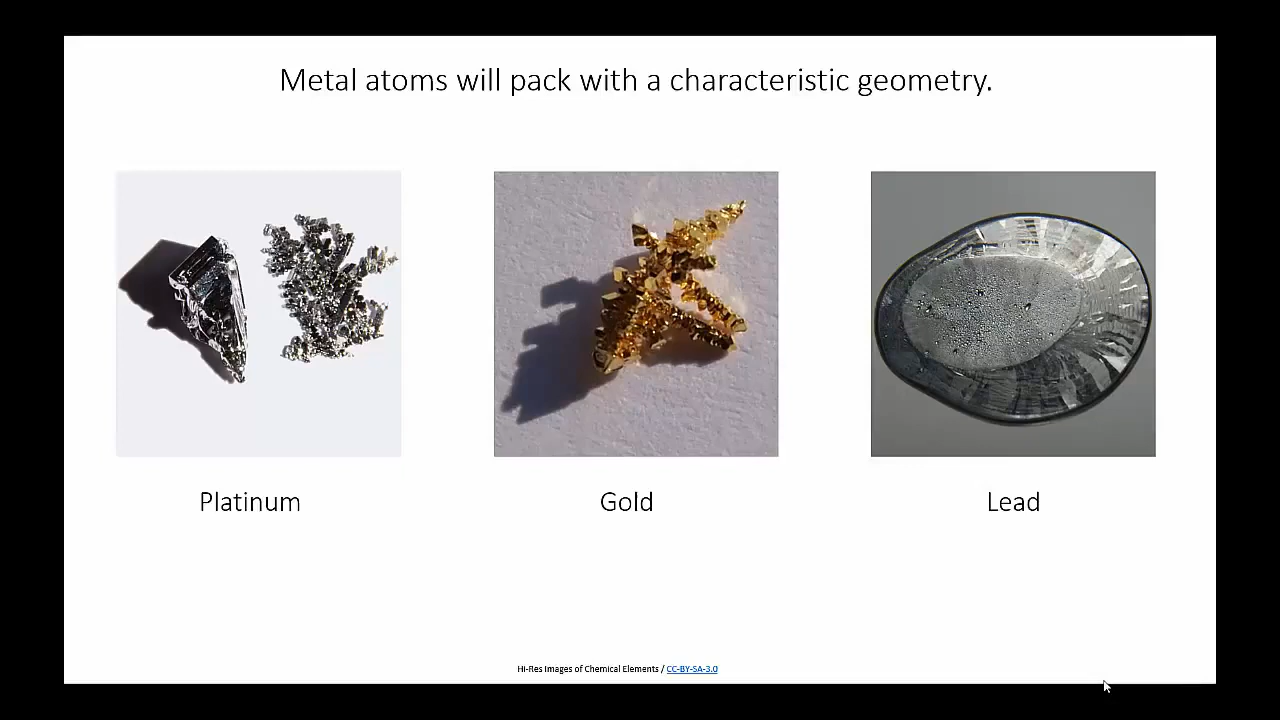 Metal atoms will pack with a characteristic geometry.
Platinum
Gold
Lead
Hi-Res Images of Chemical Elements / CC-BY-SA-3.0